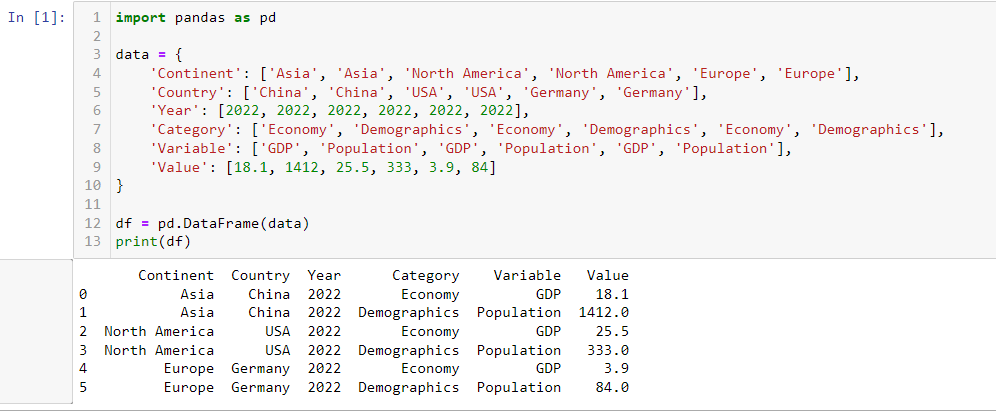 In [1]:
1 import pandas as pd
2
3 data = {
4     'Continent': ['Asia', 'Asia', 'North America', 'North America', 'Europe', 'Europe'],
5     'Country': ['China', 'China', 'USA', 'USA', 'Germany', 'Germany'],
6     'Year': [2022, 2022, 2022, 2022, 2022, 2022],
7     'Category': ['Economy', 'Demographics', 'Economy', 'Demographics', 'Economy', 'Demographics'],
8     'Variable': ['GDP', 'Population', 'GDP', 'Population', 'GDP', 'Population'],
9     'Value': [18.1, 1412, 25.5, 333, 3.9, 84]
10 }
11
12 df = pd.DataFrame(data)
13 print(df)
       Continent  Country  Year      Category    Variable   Value
0           Asia    China  2022       Economy         GDP    18.1
1           Asia    China  2022  Demographics  Population  1412.0
2  North America      USA  2022       Economy         GDP    25.5
3  North America      USA  2022  Demographics  Population   333.0
4         Europe  Germany  2022       Economy         GDP     3.9
5         Europe  Germany  2022  Demographics  Population    84.0